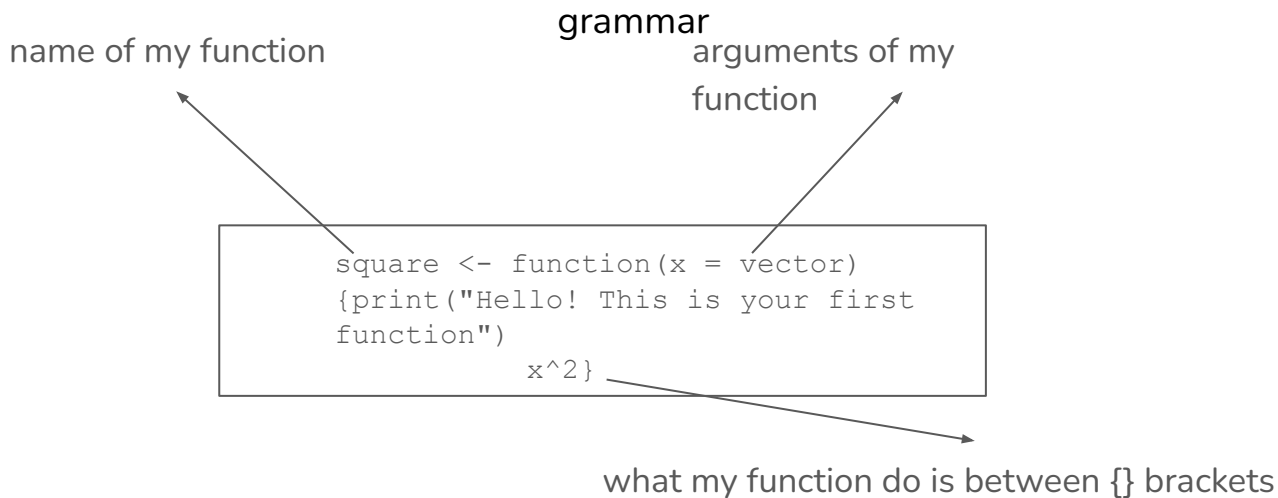 grammar
name of my function
arguments of my
function
square <- function(x = vector)
{print("Hello! This is your first
function")
x^2}
what my function do is between {} brackets